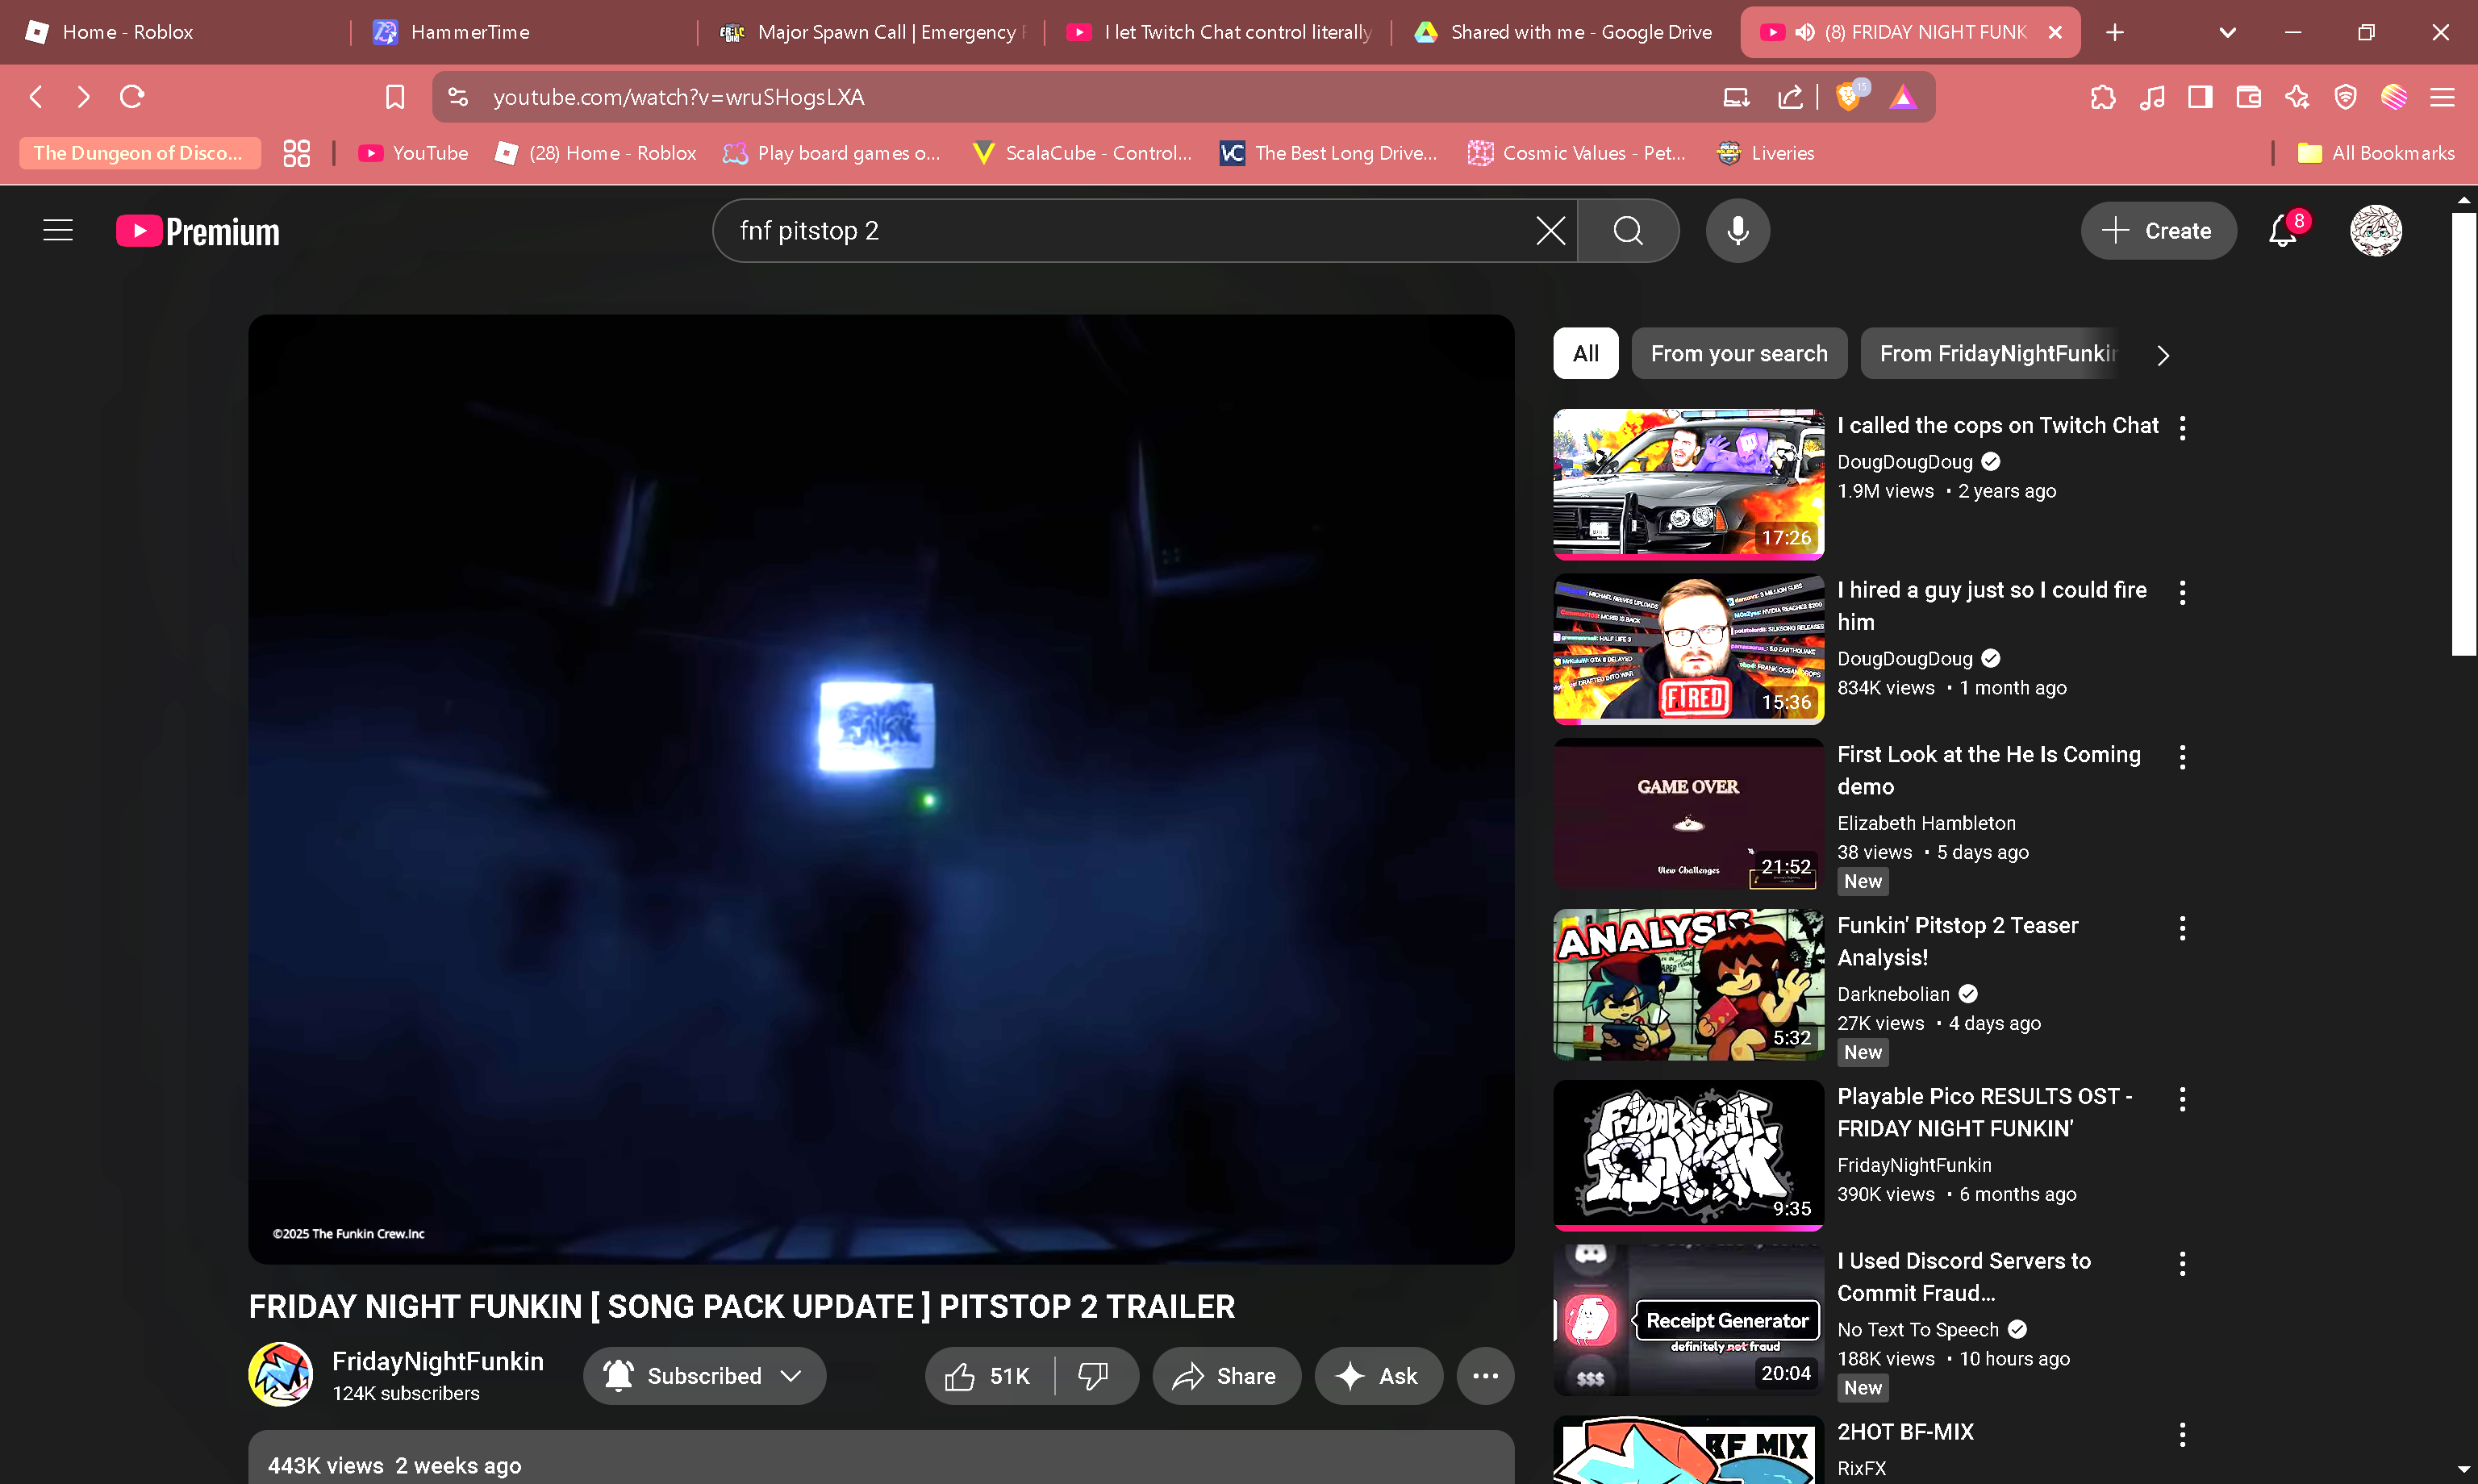 Home - Roblox
HammerTime
Major Spawn Call | Emergency
I let Twitch Chat control literally
Shared with me - Google Drive
(8) FRIDAY NIGHT FUNK
youtube.com/watch?v=wruSHogsLXA
15
The Dungeon of Disco...
YouTube
(28) Home - Roblox
Play board games o...
ScalaCube - Control...
The Best Long Drive...
Cosmic Values - Pet...
Liveries
All Bookmarks
Premium
fnf pitstop 2
Create
8
All
From your search
From FridayNightFunkin
I called the cops on Twitch Chat
DougDougDoug
1.9M views • 2 years ago
17:26
I hired a guy just so I could fire
him
DougDougDoug
834K views • 1 month ago
FIRED
15:36
First Look at the He Is Coming
demo
Elizabeth Hambleton
38 views • 5 days ago
New
GAME OVER
View Challenges
21:52
ANALYSIS
Funkin' Pitstop 2 Teaser
Analysis!
Darknebolian
27K views • 4 days ago
New
5:32
Playable Pico RESULTS OST -
FRIDAY NIGHT FUNKIN'
FridayNightFunkin
390K views • 6 months ago
FRIDAY NIGHT
FUNKIN
9:35
I Used Discord Servers to
Commit Fraud...
No Text To Speech
188K views • 10 hours ago
New
Receipt Generator
definitely not fraud
$$$
20:04
2HOT BF-MIX
RixFX
BF MIX
©2025 The Funkin Crew.Inc
FRIDAY NIGHT FUNKIN [ SONG PACK UPDATE ] PITSTOP 2 TRAILER
FridayNightFunkin
124K subscribers
Subscribed
51K
Share
Ask
443K views 2 weeks ago